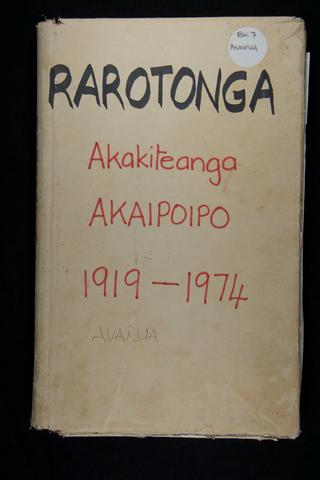 BK 7
AVARUA
RAROTONGA
Akakiteanga
AKAIPOIPO
1919 - 1974
AVARUA